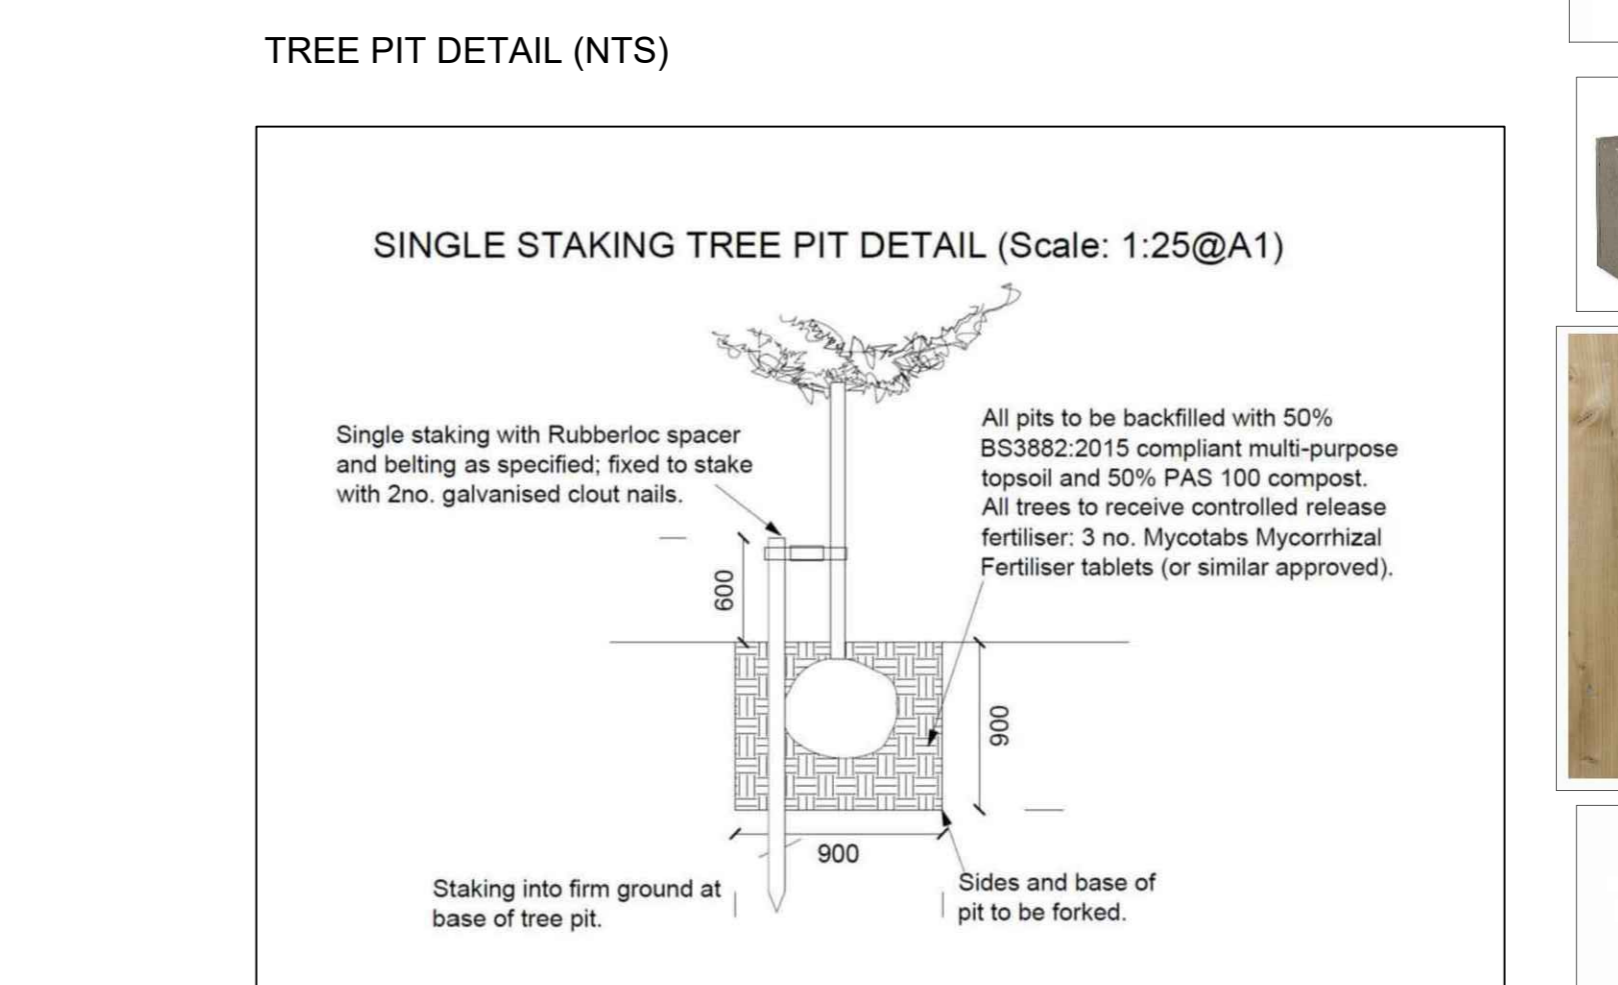 TREE PIT DETAIL (NTS)
SINGLE STAKING TREE PIT DETAIL (Scale: 1:25@A1)
Single staking with Rubberloc spacer
and belting as specified; fixed to stake
with 2no. galvanised clout nails.
All pits to be backfilled with 50%
BS3882:2015 compliant multi-purpose
topsoil and 50% PAS 100 compost.
All trees to receive controlled release
fertiliser: 3 no. Mycotabs Mycorrhizal
Fertiliser tablets (or similar approved).
600
900
900
Staking into firm ground at
base of tree pit.
Sides and base of
pit to be forked.